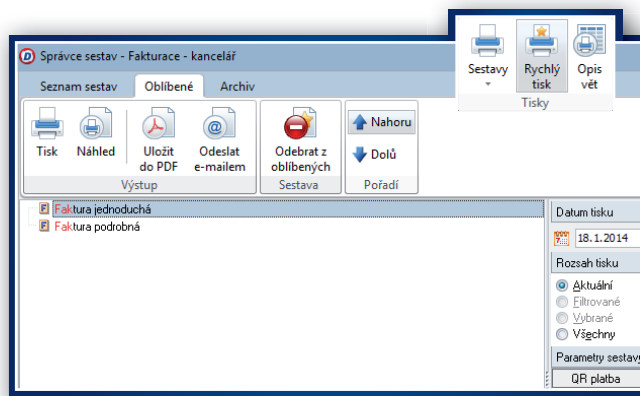 Správce sestav - Fakturace - kancelář
Sestavy
Rychlý
tisk
Opis
vět
Tisky
Seznam sestav
Oblíbené
Archiv
Tisk
Náhled
Uložit
do PDF
Odeslat
e-mailem
Výstup
Odebrat z
oblíbených
Sestava
Nahoru
Dolů
Pořadí
Faktura jednoduchá
Faktura podrobná
Datum tisku
18.1.2014
Rozsah tisku
Aktuální
Filtrované
Vybrané
Všechny
Parametry sestavy
QR platba